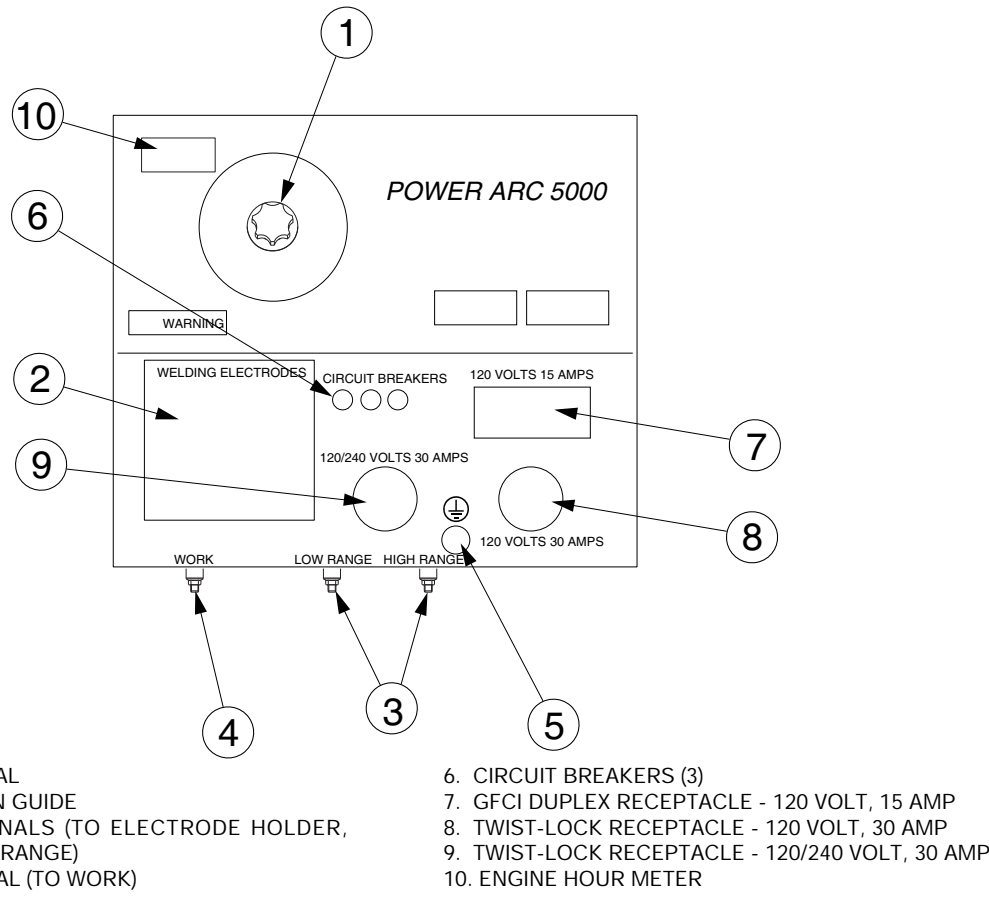 1
10
POWER ARC 5000
6
WARNING
2
WELDING ELECTRODES
CIRCUIT BREAKERS
120 VOLTS 15 AMPS
7
9
120/240 VOLTS 30 AMPS
8
120 VOLTS 30 AMPS
WORK
LOW RANGE
HIGH RANGE
4
3
5
AL
N GUIDE
NALS (TO ELECTRODE HOLDER,
RANGE)
AL (TO WORK)
6. CIRCUIT BREAKERS (3)
7. GFCI DUPLEX RECEPTACLE - 120 VOLT, 15 AMP
8. TWIST-LOCK RECEPTACLE - 120 VOLT, 30 AMP
9. TWIST-LOCK RECEPTACLE - 120/240 VOLT, 30 AMP
10. ENGINE HOUR METER